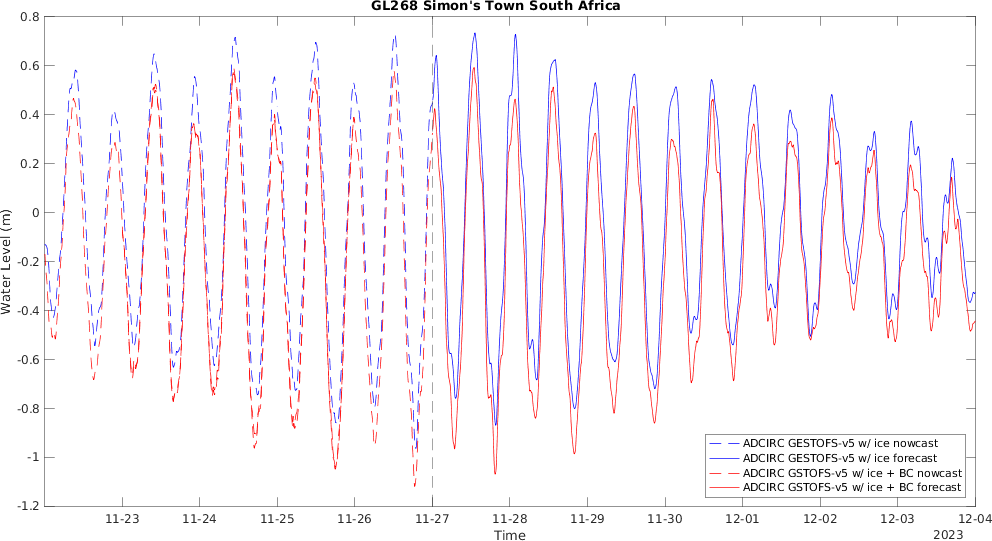 GL268 Simon's Town South Africa
0.8
0.6
0.4
0.2
0
-0.2
-0.4
-0.6
-0.8
-1
-1.2
Water Level (m)
ADCIRC GESTOFS-v5 w/ ice nowcast
ADCIRC GESTOFS-v5 w/ ice forecast
ADCIRC GSTOFS-v5 w/ ice + BC nowcast
ADCIRC GSTOFS-v5 w/ ice + BC forecast
11-23 11-24 11-25 11-26 11-27 11-28 11-29 11-30 12-01 12-02 12-03 12-04
Time
2023